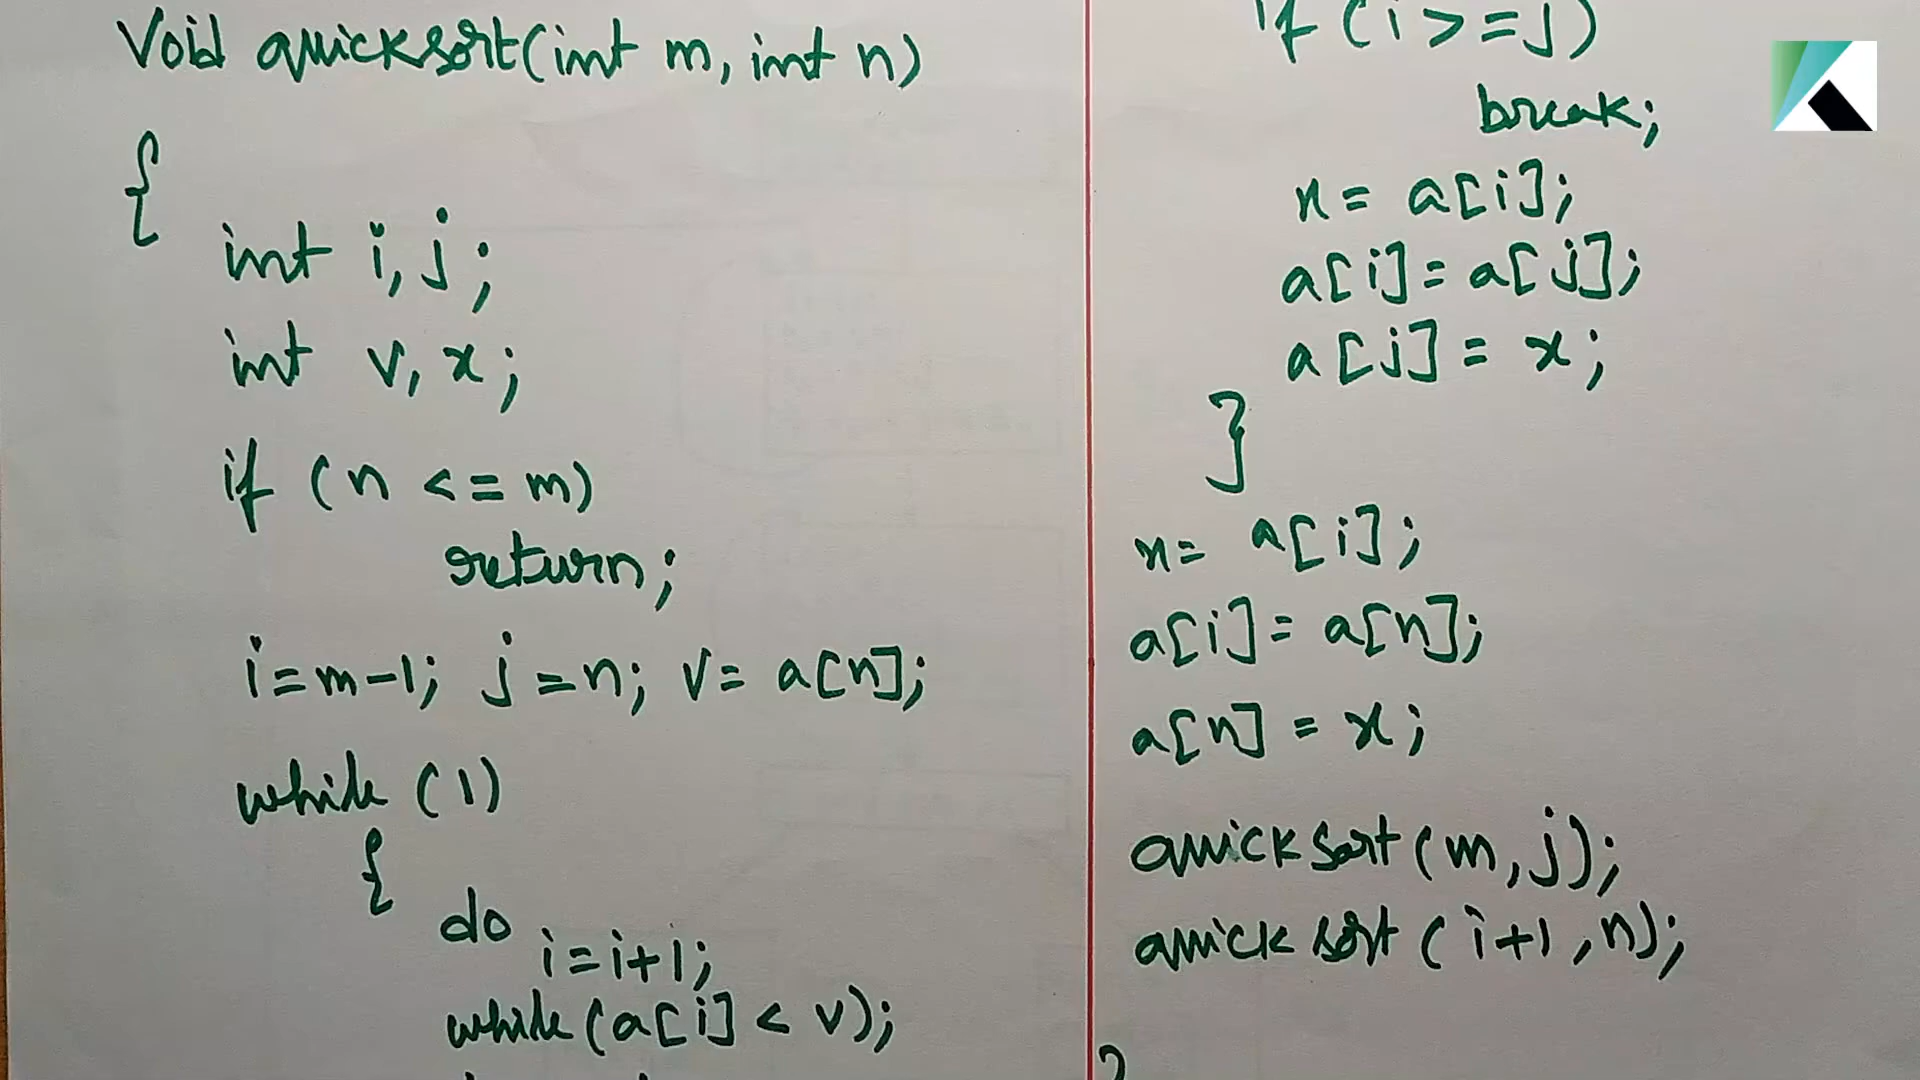 Void quicksort(int m, int n)
{
int i, j;
int v, x;
if (n <= m)
return;
i=m-1; j=n; v= a[n];
while (1)
{
do
i=i+1;
while (a[i] < v);
if (i>=j)
break;
x= a[i];
a[i]= a[j];
a[j] = x;
}
x= a[i];
a[i]= a[n];
a[n] = x;
quicksort(m,j);
quicksort(i+1,n);
}